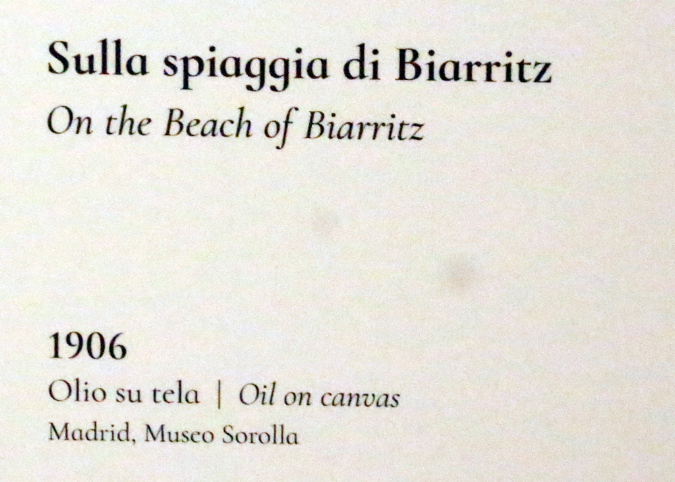 Sulla spiaggia di Biarritz
On the Beach of Biarritz
1906
Olio su tela | Oil on canvas
Madrid, Museo Sorolla